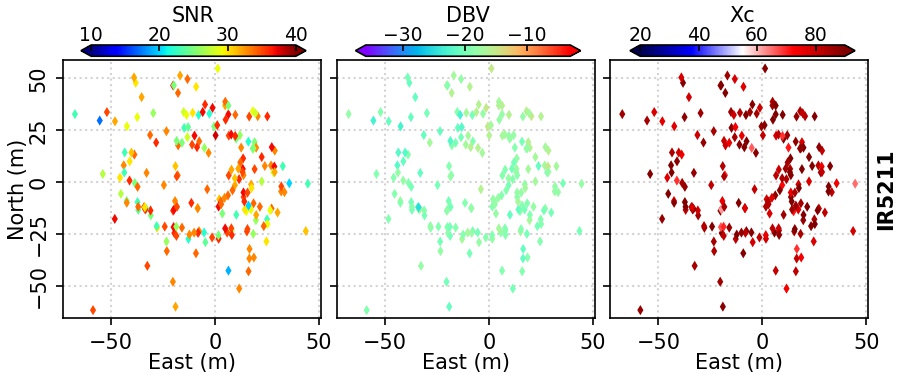 SNR DBV Xc
10 20 30 40 −30 −20 −10 20 40 60 80
50
25
0
−25
−50
North (m)
−50 0 50 −50 0 50 −50 0 50
East (m) East (m) East (m)
IR5211